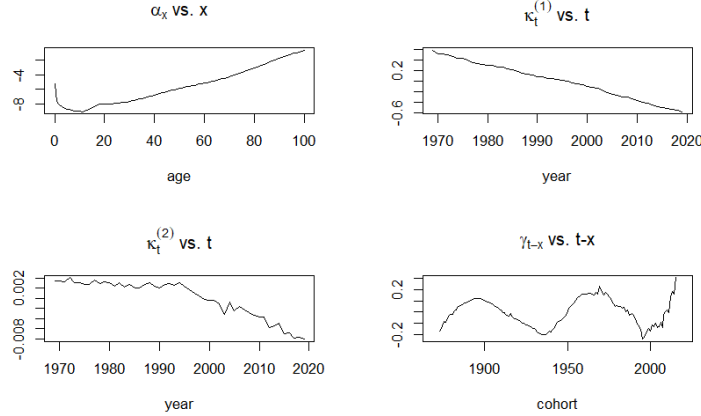 αₓ vs. x
-4
-8
0 20 40 60 80 100
age
κₜ⁽¹⁾ vs. t
0.2
-0.6
1970 1980 1990 2000 2010 2020
year
κₜ⁽²⁾ vs. t
0.002
-0.008
1970 1980 1990 2000 2010 2020
year
γₜ₋ₓ vs. t-x
0.2
-0.2
1900 1950 2000
cohort